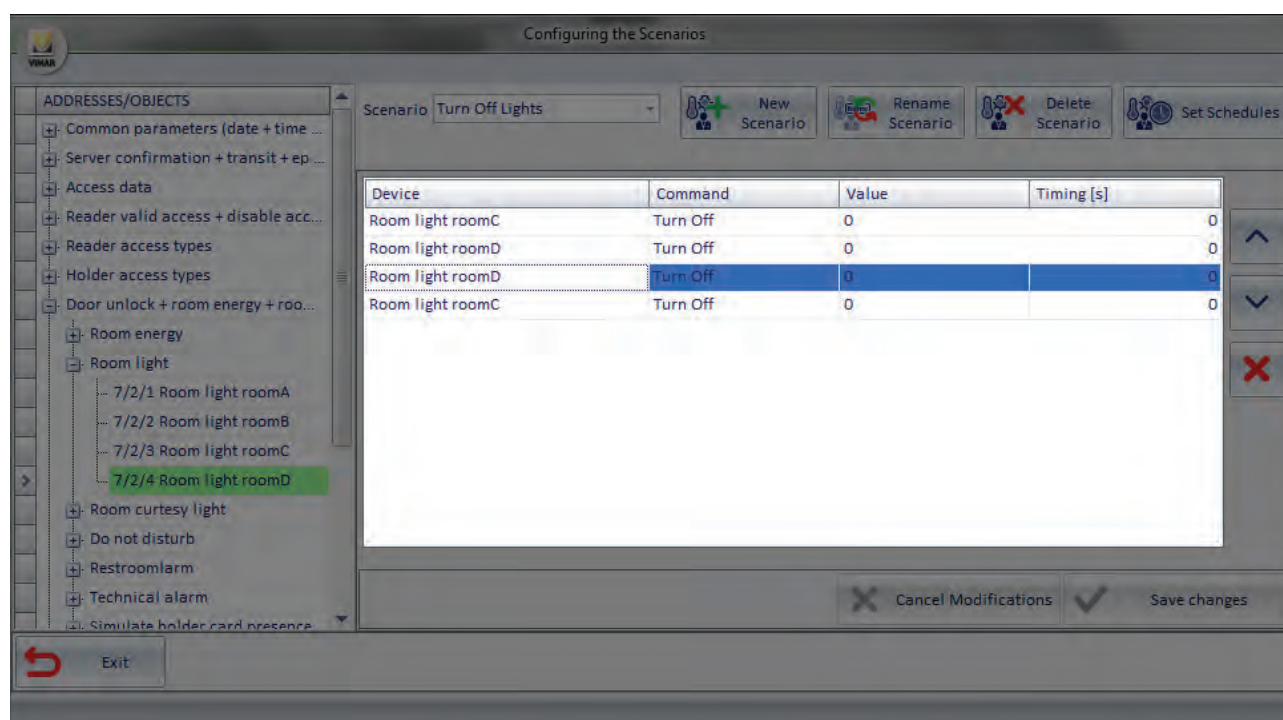 Configuring the Scenarios
VIMAR
ADDRESSES/OBJECTS
Common parameters (date + time ...
Server confirmation + transit + ep ...
Access data
Reader valid access + disable acc...
Reader access types
Holder access types
Door unlock + room energy + roo...
Room energy
Room light
7/2/1 Room light roomA
7/2/2 Room light roomB
7/2/3 Room light roomC
7/2/4 Room light roomD
Room curtesy light
Do not disturb
Restroomlarm
Technical alarm
Simulate holder card presence
Scenario Turn Off Lights
New Scenario
Rename Scenario
Delete Scenario
Set Schedules
Device Command Value Timing [s]
Room light roomC Turn Off 0 0
Room light roomD Turn Off 0 0
Room light roomD Turn Off 0 0
Room light roomC Turn Off 0 0
Cancel Modifications Save changes
Exit